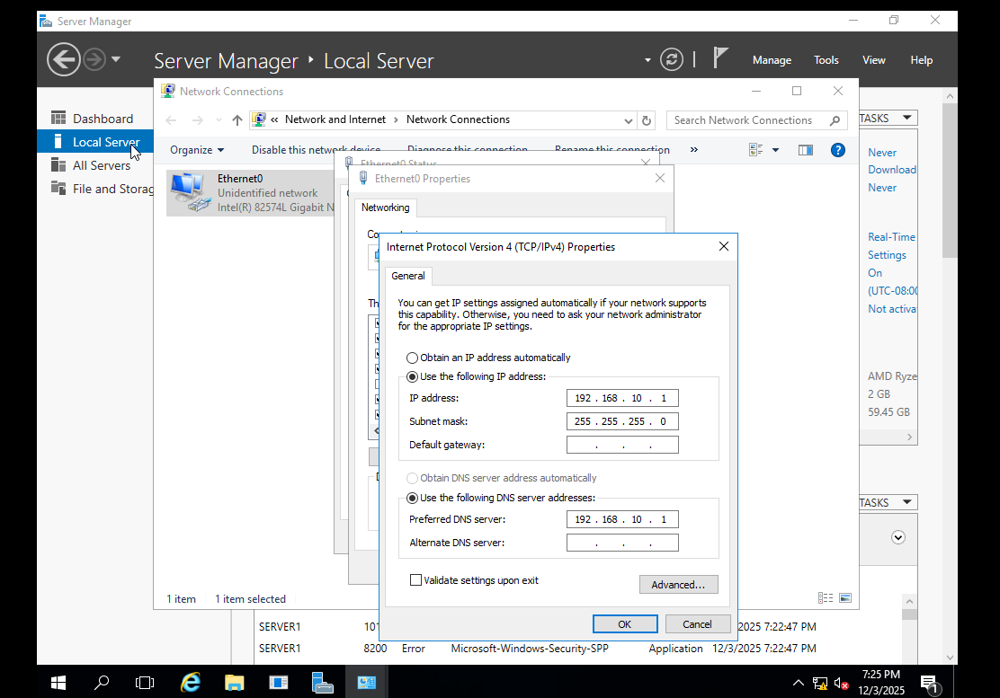 Server Manager
Server Manager ‣ Local Server
Manage Tools View Help
Dashboard
Local Server
All Servers
File and Storag
Network Connections
« Network and Internet › Network Connections
Search Network Connections
Organize
Disable this network device
Diagnose this connection
Rename this connection
»
Ethernet0
Unidentified network
Intel(R) 82574L Gigabit N
Ethernet0 Status
Ethernet0 Properties
Networking
Internet Protocol Version 4 (TCP/IPv4) Properties
General
You can get IP settings assigned automatically if your network supports
this capability. Otherwise, you need to ask your network administrator
for the appropriate IP settings.
Obtain an IP address automatically
Use the following IP address:
IP address: 192 . 168 . 10 . 1
Subnet mask: 255 . 255 . 255 . 0
Default gateway: . . .
Obtain DNS server address automatically
Use the following DNS server addresses:
Preferred DNS server: 192 . 168 . 10 . 1
Alternate DNS server: . . .
Validate settings upon exit
Advanced...
OK Cancel
TASKS
Never
Download
Never
Real-Time
Settings
On
(UTC-08:00
Not activa
AMD Ryze
2 GB
59.45 GB
TASKS
1 item 1 item selected
SERVER1 101 2025 7:22:47 PM
SERVER1 8200 Error Microsoft-Windows-Security-SPP Application 12/3/2025 7:22:47 PM
7:25 PM
12/3/2025
1